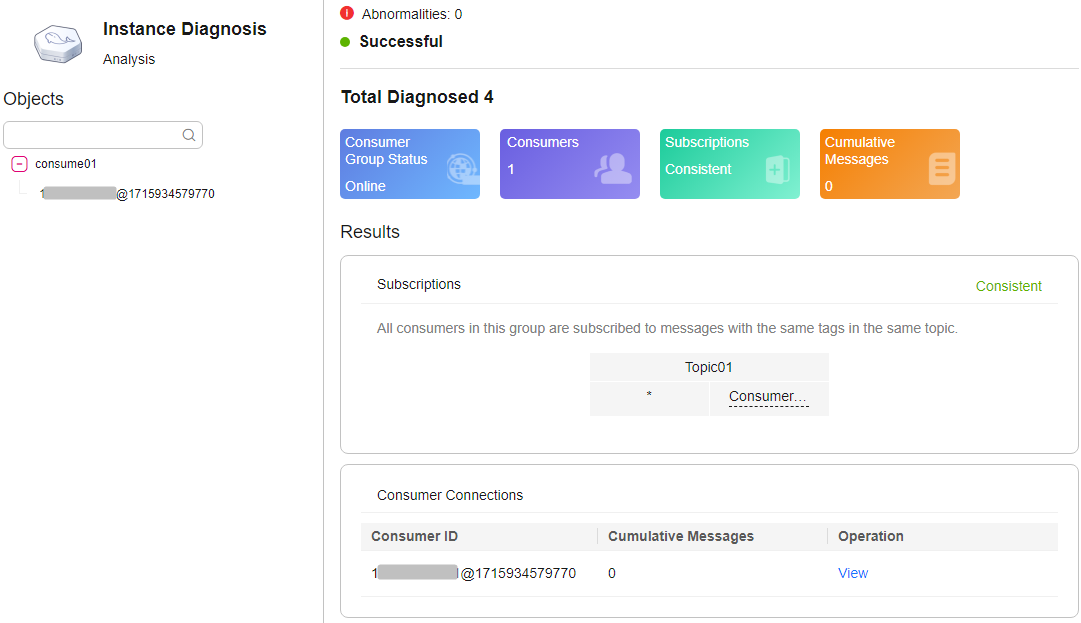 Instance Diagnosis
Analysis
Objects
consume01
1 @1715934579770
Abnormalities: 0
Successful
Total Diagnosed 4
Consumer
Group Status
Online
Consumers
1
Subscriptions
Consistent
Cumulative
Messages
0
Results
Subscriptions
Consistent
All consumers in this group are subscribed to messages with the same tags in the same topic.
Topic01
* Consumer...
Consumer Connections
Consumer ID Cumulative Messages Operation
1 @1715934579770 0 View